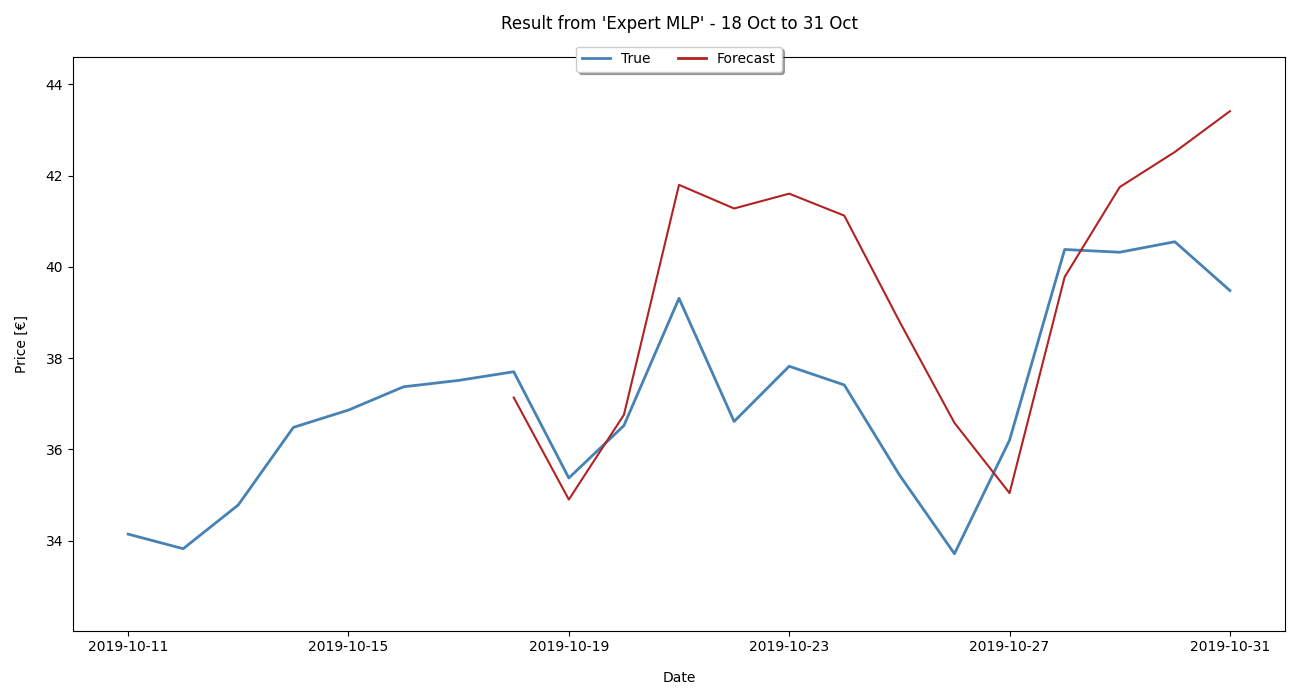 Result from 'Expert MLP' - 18 Oct to 31 Oct
True Forecast
44
42
40
38
36
34
Price [€]
2019-10-11 2019-10-15 2019-10-19 2019-10-23 2019-10-27 2019-10-31
Date